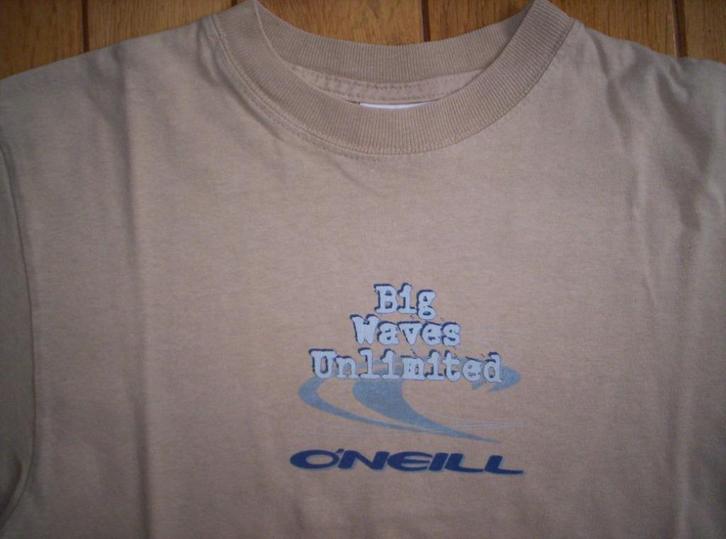 Big
Waves
Unlimited
O'NEILL